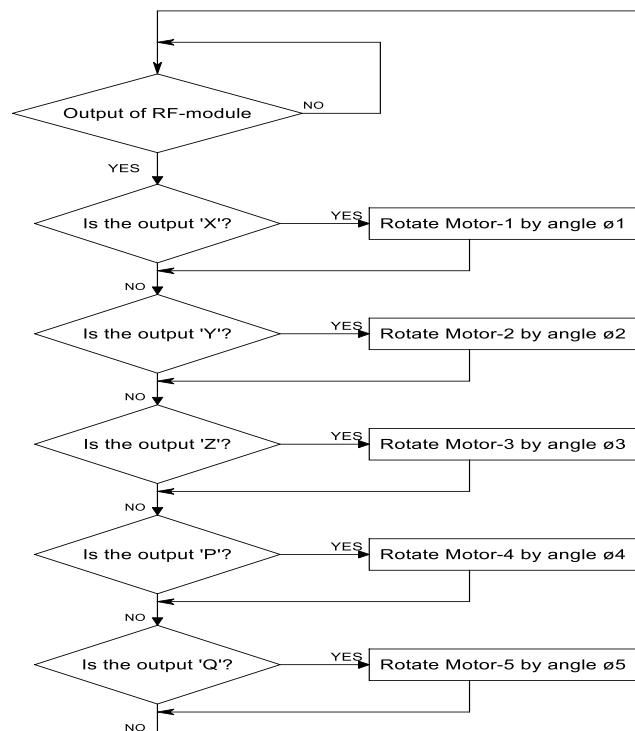 Output of RF-module
NO
YES
Is the output 'X'?
YES
Rotate Motor-1 by angle ø1
NO
Is the output 'Y'?
YES
Rotate Motor-2 by angle ø2
NO
Is the output 'Z'?
YES
Rotate Motor-3 by angle ø3
NO
Is the output 'P'?
YES
Rotate Motor-4 by angle ø4
NO
Is the output 'Q'?
YES
Rotate Motor-5 by angle ø5
NO